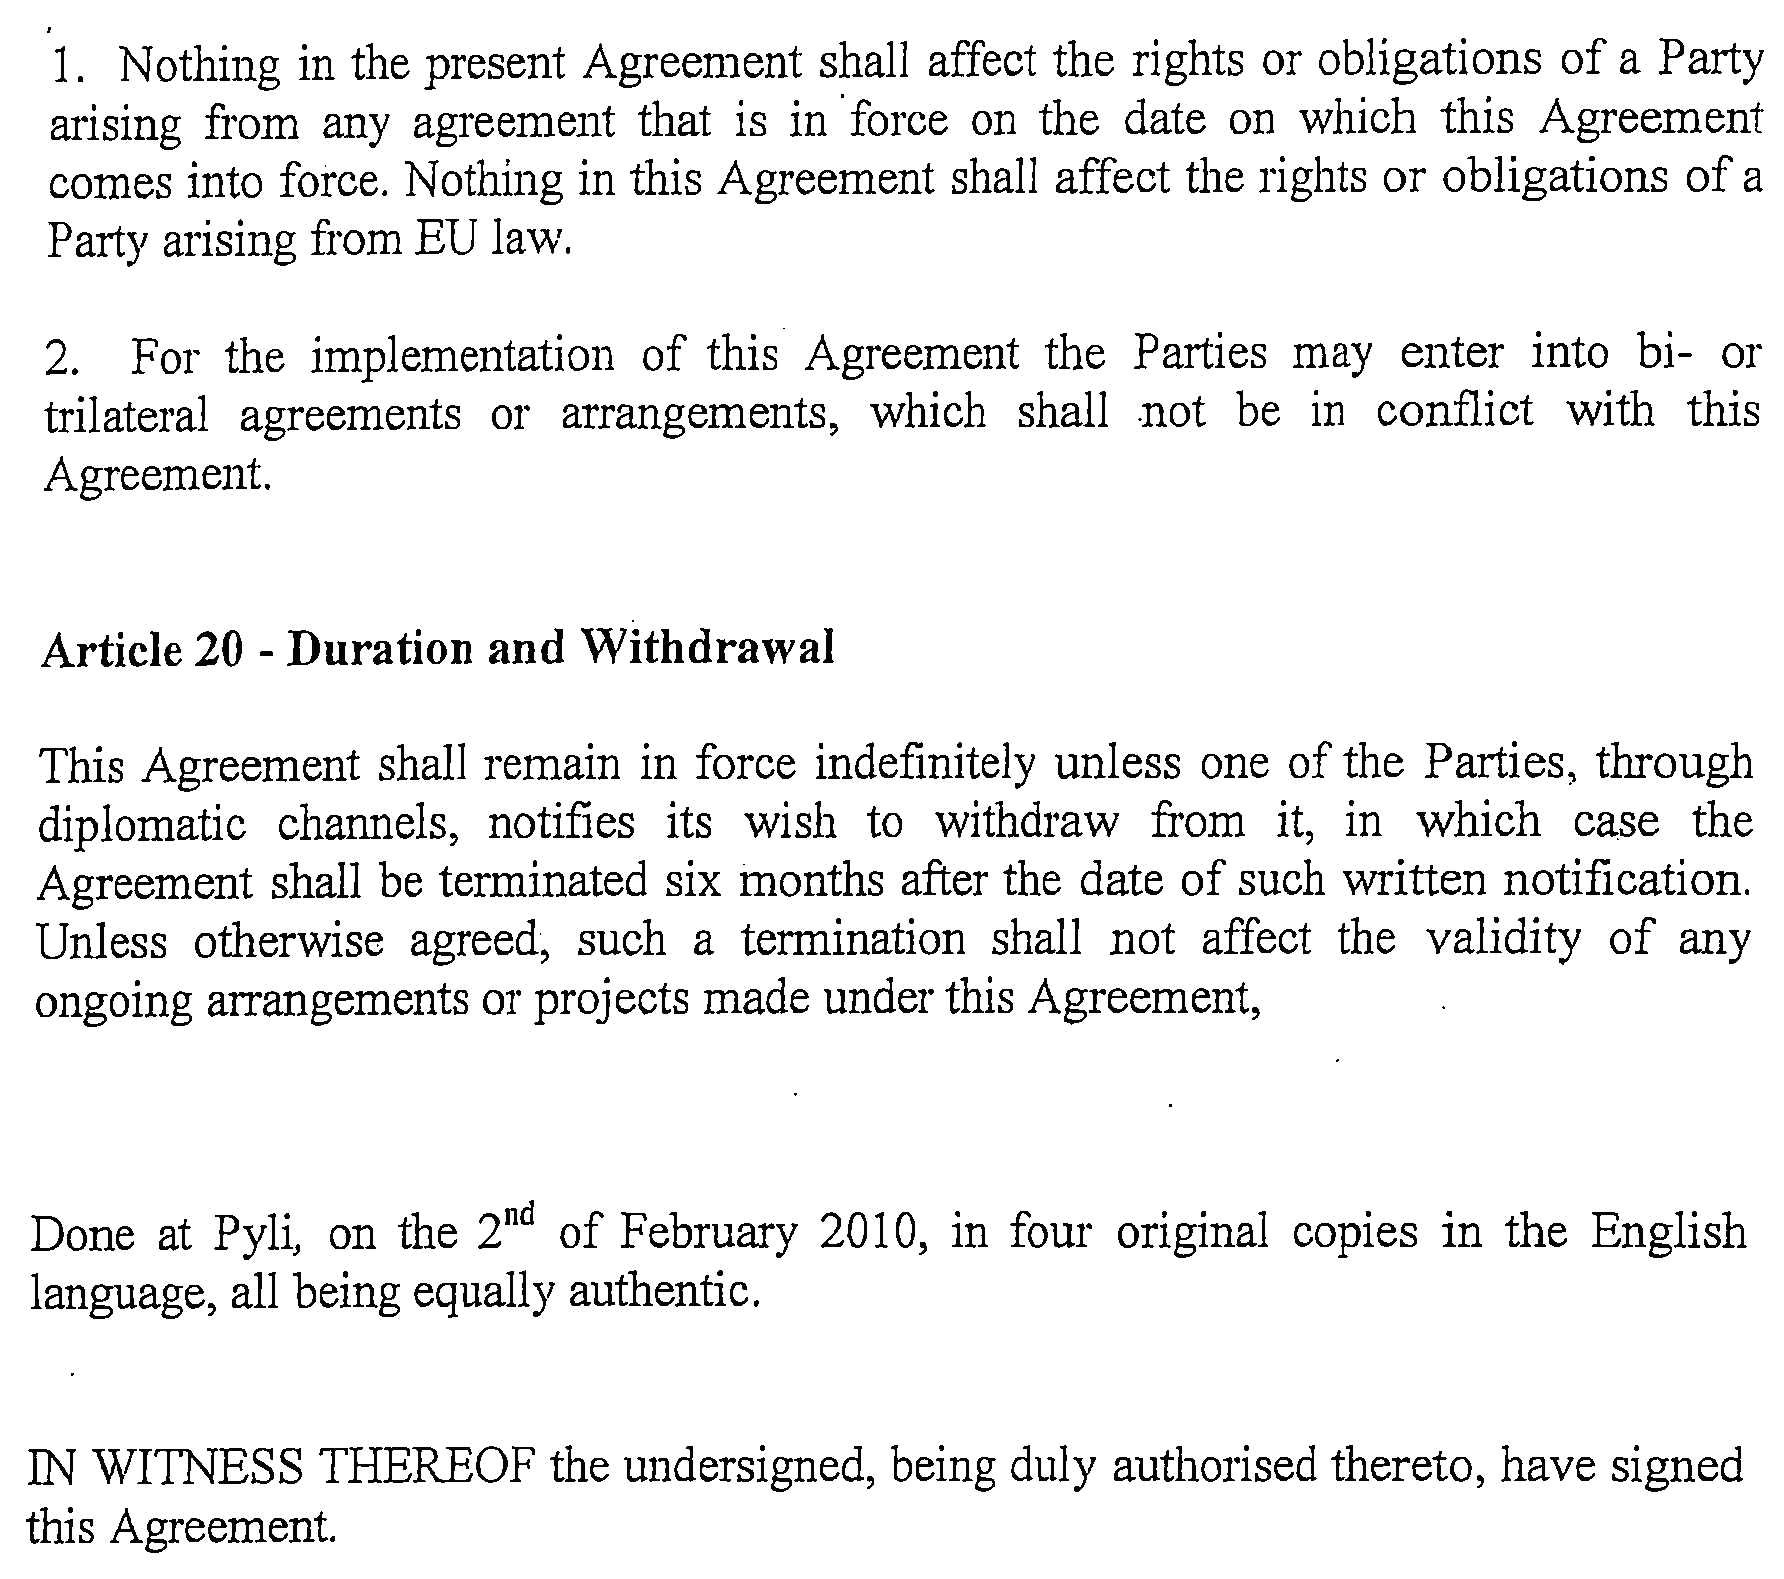 1. Nothing in the present Agreement shall affect the rights or obligations of a Party
arising from any agreement that is in force on the date on which this Agreement
comes into force. Nothing in this Agreement shall affect the rights or obligations of a
Party arising from EU law.
2. For the implementation of this Agreement the Parties may enter into bi- or
trilateral agreements or arrangements, which shall not be in conflict with this
Agreement.
Article 20 - Duration and Withdrawal
This Agreement shall remain in force indefinitely unless one of the Parties, through
diplomatic channels, notifies its wish to withdraw from it, in which case the
Agreement shall be terminated six months after the date of such written notification.
Unless otherwise agreed, such a termination shall not affect the validity of any
ongoing arrangements or projects made under this Agreement,
Done at Pyli, on the 2nd of February 2010, in four original copies in the English
language, all being equally authentic.
IN WITNESS THEREOF the undersigned, being duly authorised thereto, have signed
this Agreement.